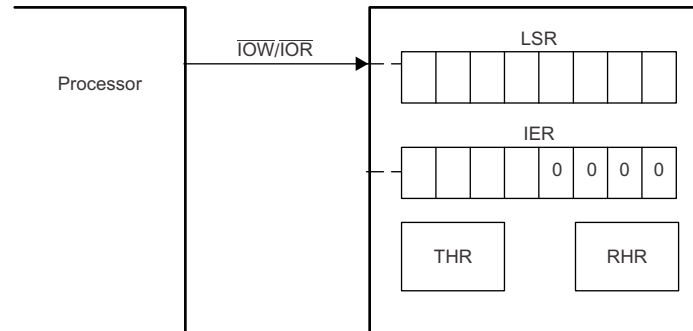 LSR
IOW/IOR
Processor
IER
0 0 0 0
THR RHR